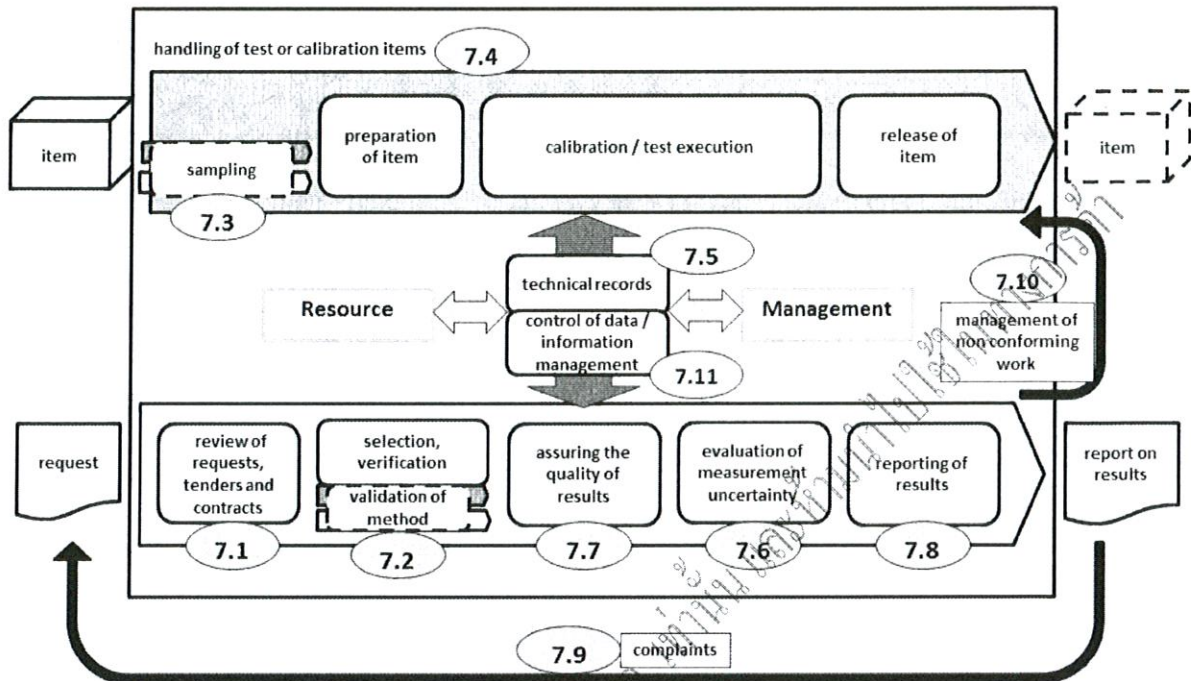 handling of test or calibration items
7.4
item
sampling
7.3
preparation
of item
calibration / test execution
release of
item
item
7.5
technical records
Resource
Management
control of data /
information
management
7.11
7.10
management of
non conforming
work
request
review of
requests,
tenders and
contracts
7.1
selection,
verification
validation of
method
7.2
assuring the
quality of
results
7.7
evaluation of
measurement
uncertainty
7.6
reporting of
results
7.8
report on
results
7.9
complaints